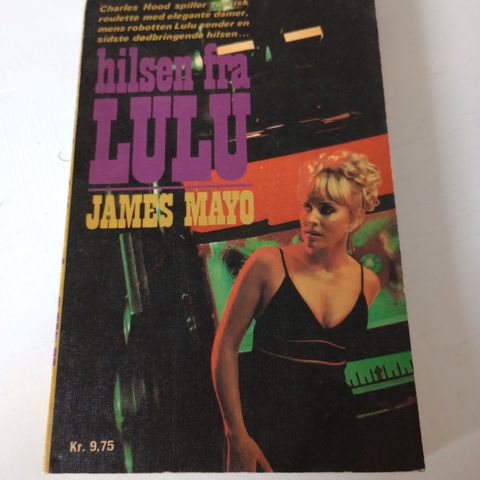 Charles Hood spiller russisk
roulette med elegante damer,
mens robotten Lulu sender en
sidste dødbringende hilsen...
hilsen fra
LULU
JAMES MAYO
Kr. 9,75